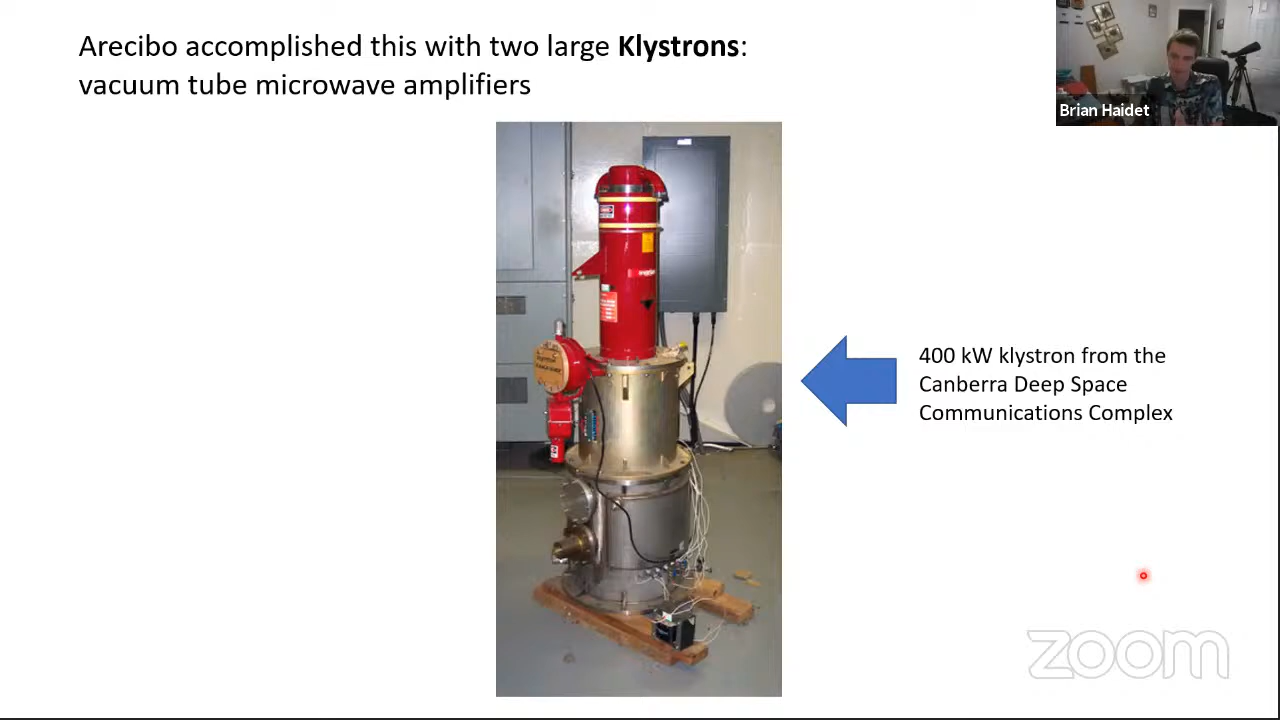 Arecibo accomplished this with two large Klystrons:
vacuum tube microwave amplifiers
Brian Haidet
400 kW klystron from the
Canberra Deep Space
Communications Complex
zoom